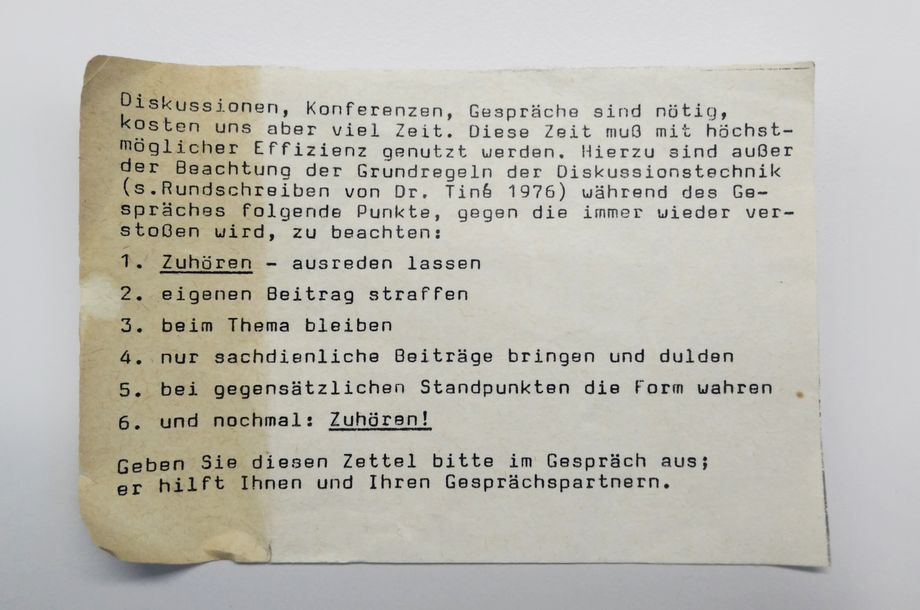 Diskussionen, Konferenzen, Gespräche sind nötig,
kosten uns aber viel Zeit. Diese Zeit muß mit höchst-
möglicher Effizienz genutzt werden. Hierzu sind außer
der Beachtung der Grundregeln der Diskussionstechnik
(s.Rundschreiben von Dr. Tiné 1976) während des Ge-
spräches folgende Punkte, gegen die immer wieder ver-
stoßen wird, zu beachten:
1. Zuhören - ausreden lassen
2. eigenen Beitrag straffen
3. beim Thema bleiben
4. nur sachdienliche Beiträge bringen und dulden
5. bei gegensätzlichen Standpunkten die Form wahren
6. und nochmal: Zuhören!
Geben Sie diesen Zettel bitte im Gespräch aus;
er hilft Ihnen und Ihren Gesprächspartnern.